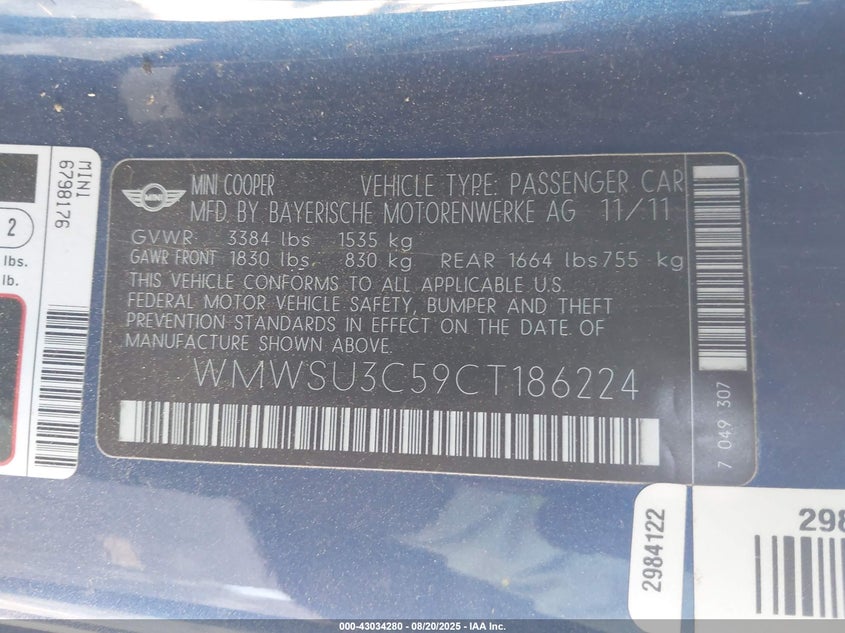 MINI
6798176
2
lbs.
lb.
MINI
MINI COOPER VEHICLE TYPE: PASSENGER CAR
MFD BY BAYERISCHE MOTORENWERKE AG 11/11
GVWR 3384 lbs 1535 kg
GAWR FRONT 1830 lbs. 830 kg REAR 1664 lbs 755 kg
THIS VEHICLE CONFORMS TO ALL APPLICABLE U.S.
FEDERAL MOTOR VEHICLE SAFETY, BUMPER AND THEFT
PREVENTION STANDARDS IN EFFECT ON THE DATE OF
MANUFACTURE SHOWN ABOVE.
WMWSU3C59CT186224
7 049 307
2984122
298
000-43034280 - 08/20/2025 - IAA Inc.